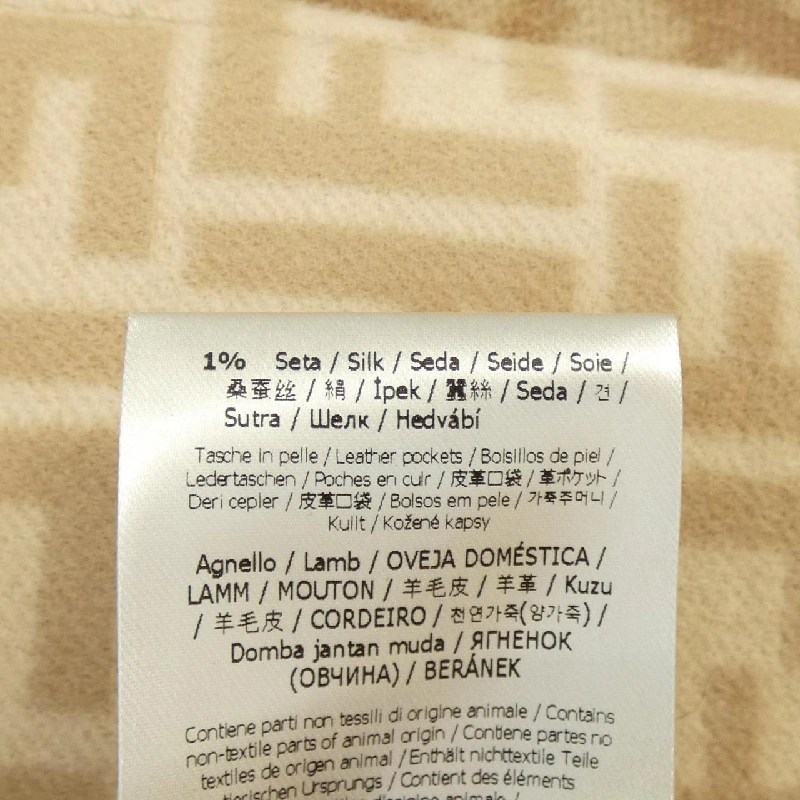 1% Seta / Silk / Seda / Seide / Soie /
桑蚕丝 / 絹 / İpek / 蠶絲 / Seda / 견 /
Sutra / Шелк / Hedvábí
Tasche in pelle / Leather pockets / Bolsillos de piel /
Ledertaschen / Poches en cuir / 皮革口袋 / 革ポケット /
Deri cepler / 皮革口袋 / Bolsos em pele / 가죽주머니 /
Kulit / Kožené kapsy
Agnello / Lamb / OVEJA DOMÉSTICA /
LAMM / MOUTON / 羊毛皮 / 羊革 / Kuzu
/ 羊毛皮 / CORDEIRO / 천연가죽(양가죽) /
Domba jantan muda / ЯГНЕНОК
(ОВЧИНА) / BERÁNEK
Contiene parti non tessili di origine animale / Contains
non-textile parts of animal origin / Contiene partes no
textiles de origen animal / Enthält nichttextile Teile
tierischen Ursprungs / Contient des éléments
d'origine animale /